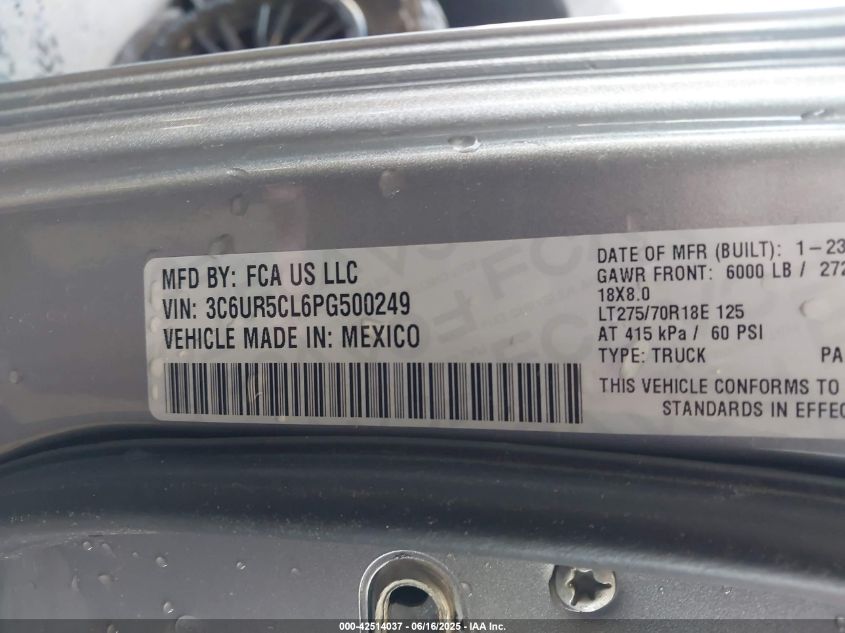 MFD BY: FCA US LLC
VIN: 3C6UR5CL6PG500249
VEHICLE MADE IN: MEXICO
DATE OF MFR (BUILT): 1-23
GAWR FRONT: 6000 LB / 272
18X8.0
LT275/70R18E 125
AT 415 kPa / 60 PSI
TYPE: TRUCK PA
THIS VEHICLE CONFORMS TO
STANDARDS IN EFFEC
000-42514037 - 06/16/2025 - IAA Inc.